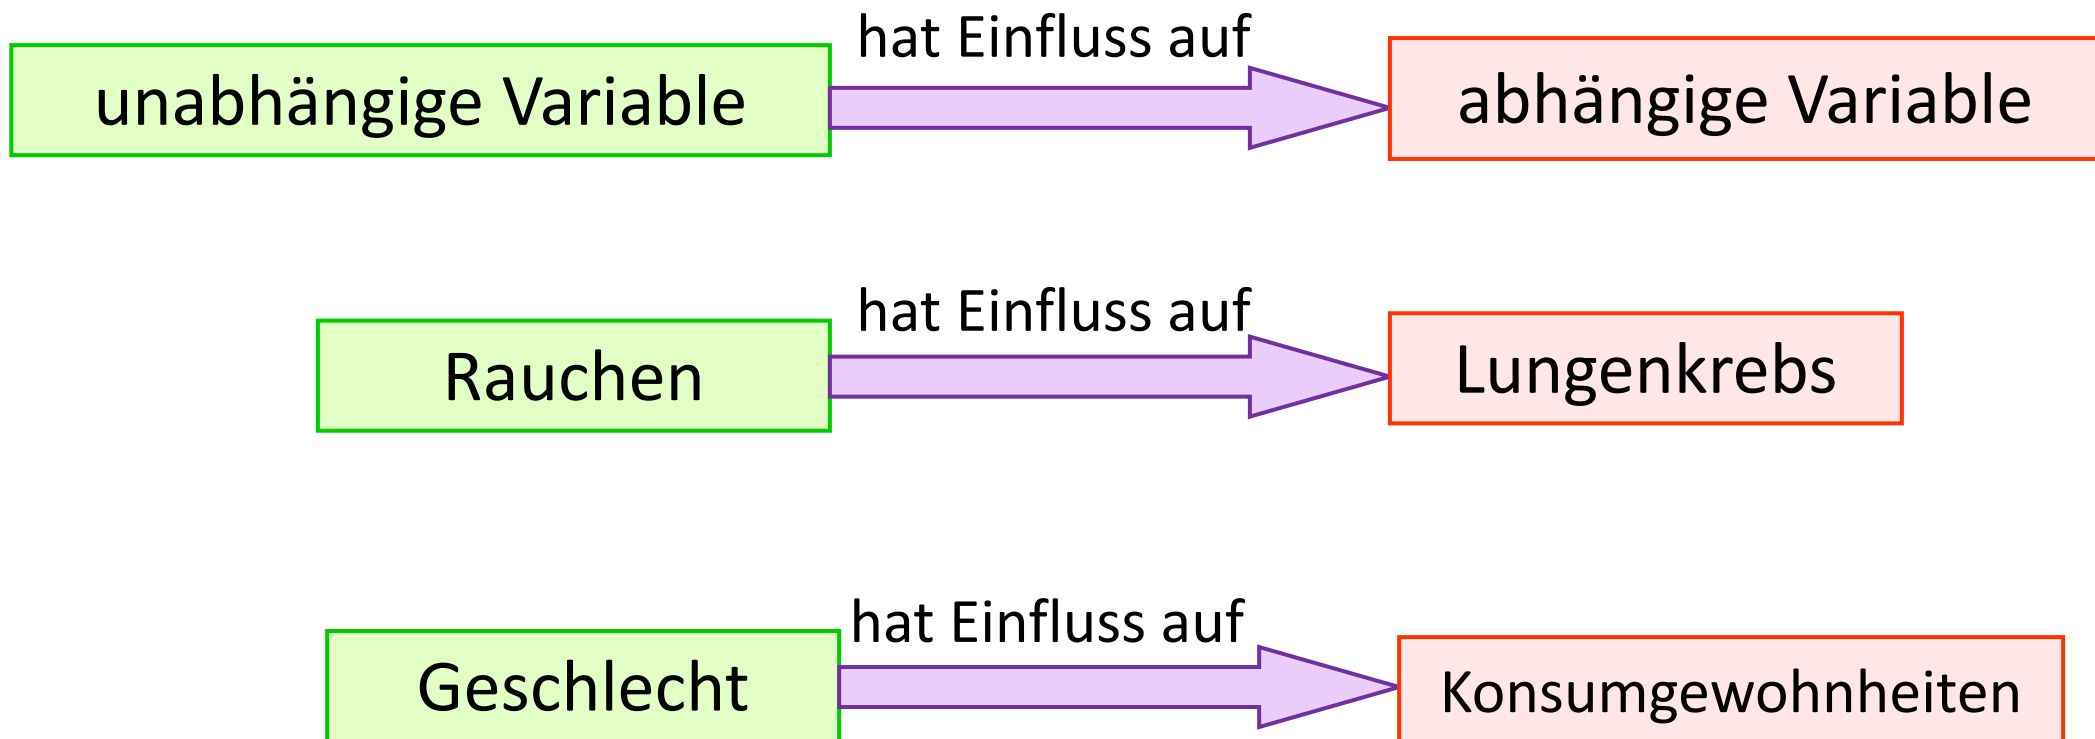 hat Einfluss auf
unabhängige Variable
abhängige Variable
hat Einfluss auf
Rauchen
Lungenkrebs
hat Einfluss auf
Geschlecht
Konsumgewohnheiten